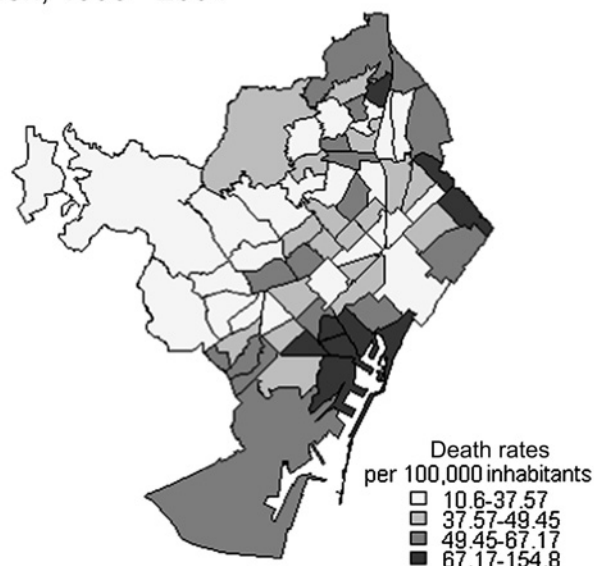 Death rates
per 100,000 inhabitants
10.6-37.57
37.57-49.45
49.45-67.17
67.17-154.8